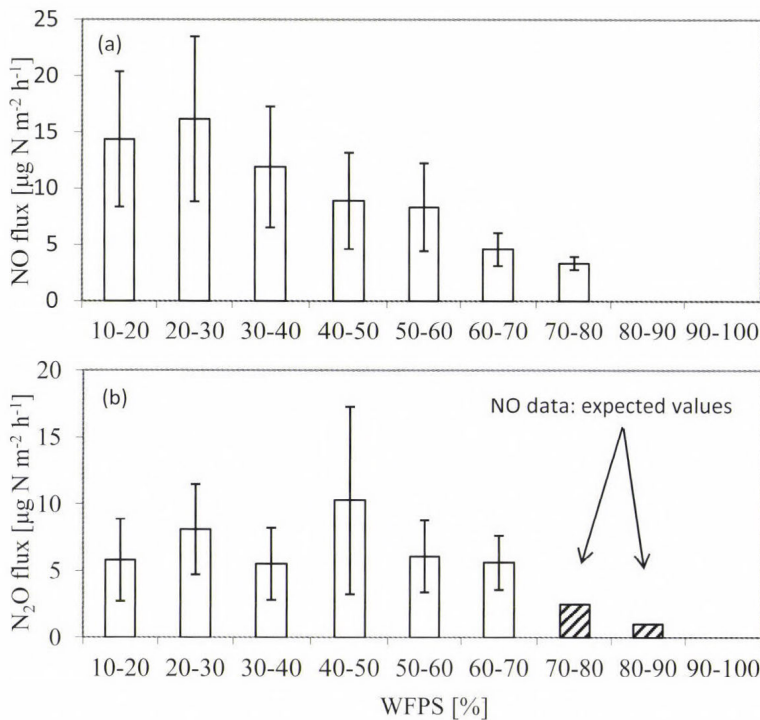 (a)
NO flux [µg N m⁻² h⁻¹]
25
20
15
10
5
0
10-20 20-30 30-40 40-50 50-60 60-70 70-80 80-90 90-100
(b)
NO data: expected values
N₂O flux [µg N m⁻² h⁻¹]
20
15
10
5
0
10-20 20-30 30-40 40-50 50-60 60-70 70-80 80-90 90-100
WFPS [%]